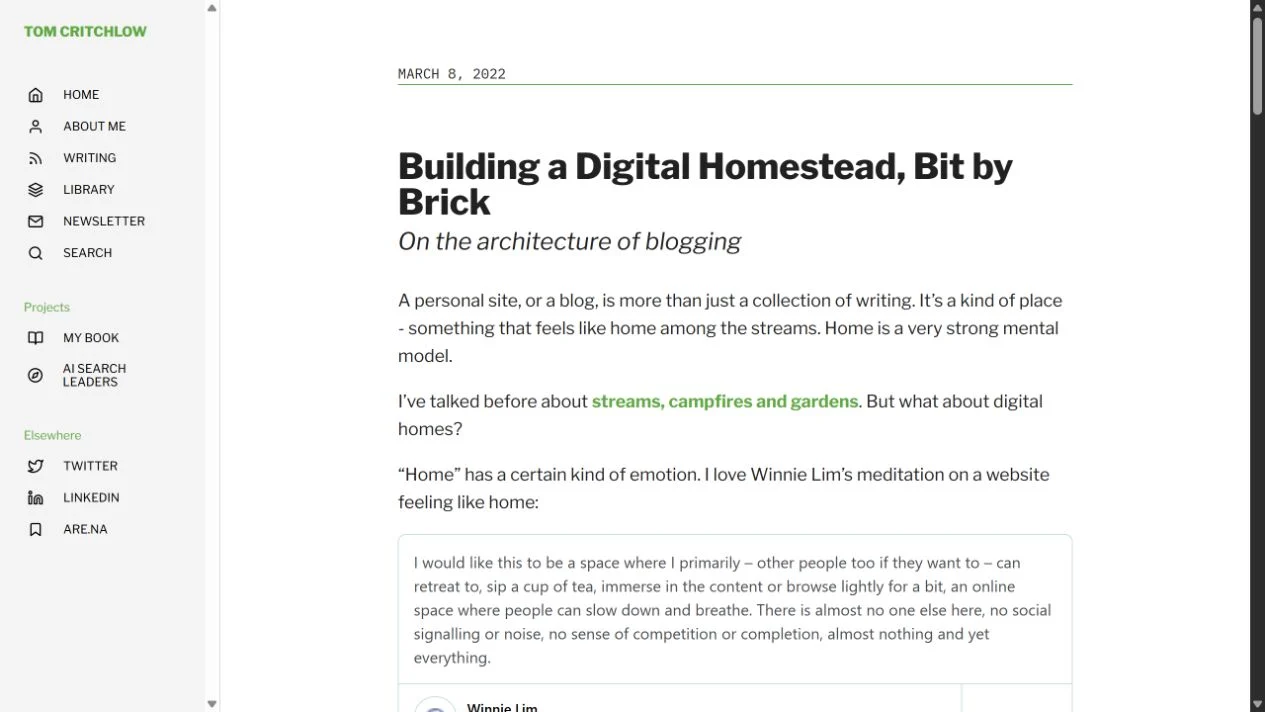 TOM CRITCHLOW
HOME
ABOUT ME
WRITING
LIBRARY
NEWSLETTER
SEARCH
Projects
MY BOOK
AI SEARCH
LEADERS
Elsewhere
TWITTER
LINKEDIN
ARE.NA
MARCH 8, 2022
Building a Digital Homestead, Bit by
Brick
On the architecture of blogging
A personal site, or a blog, is more than just a collection of writing. It’s a kind of place
- something that feels like home among the streams. Home is a very strong mental
model.
I’ve talked before about streams, campfires and gardens. But what about digital
homes?
“Home” has a certain kind of emotion. I love Winnie Lim’s meditation on a website
feeling like home:
I would like this to be a space where I primarily – other people too if they want to – can
retreat to, sip a cup of tea, immerse in the content or browse lightly for a bit, an online
space where people can slow down and breathe. There is almost no one else here, no social
signalling or noise, no sense of competition or completion, almost nothing and yet
everything.
Winnie Lim